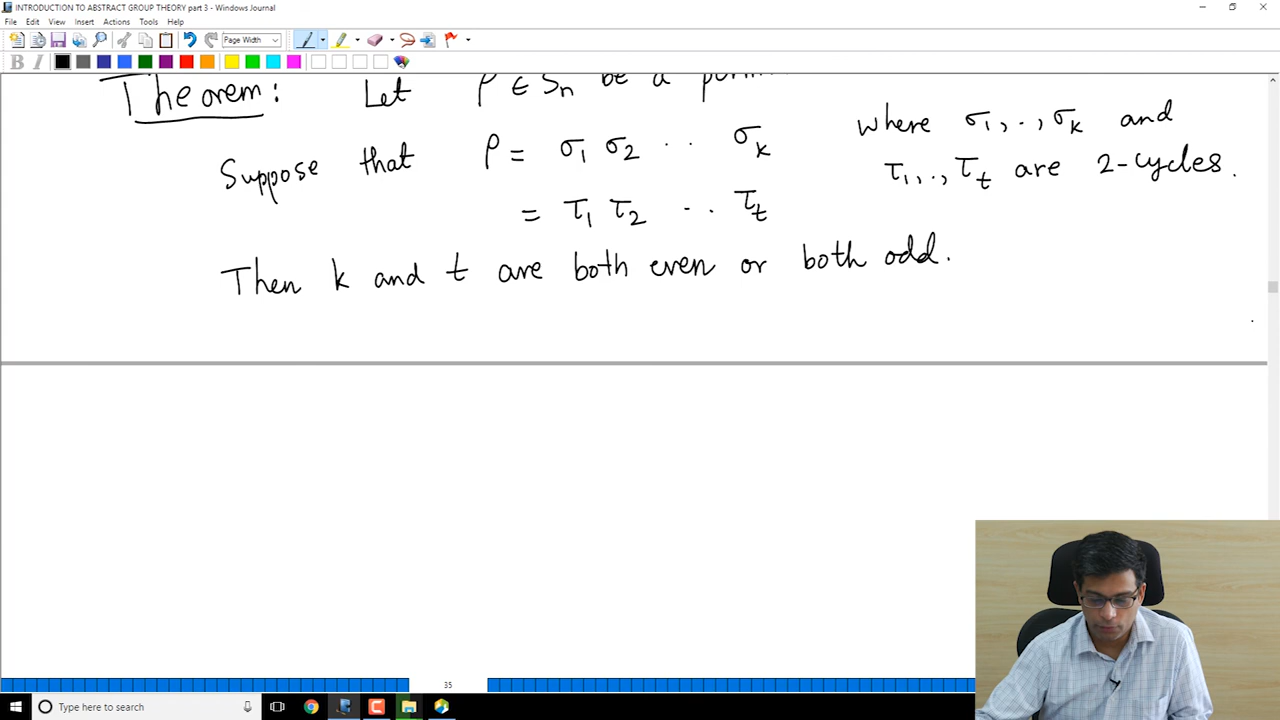 INTRODUCTION TO ABSTRACT GROUP THEORY part 3 - Windows Journal
File Edit View Insert Actions Tools Help
Page Width
B I
Theorem: Let ρ ∈ Sn be a
Suppose that ρ = σ1 σ2 ·· σk where σ1,..,σk and
= τ1 τ2 -·· τt τ1,..,τt are 2-cycles.
Then k and t are both even or both odd.
35
Type here to search